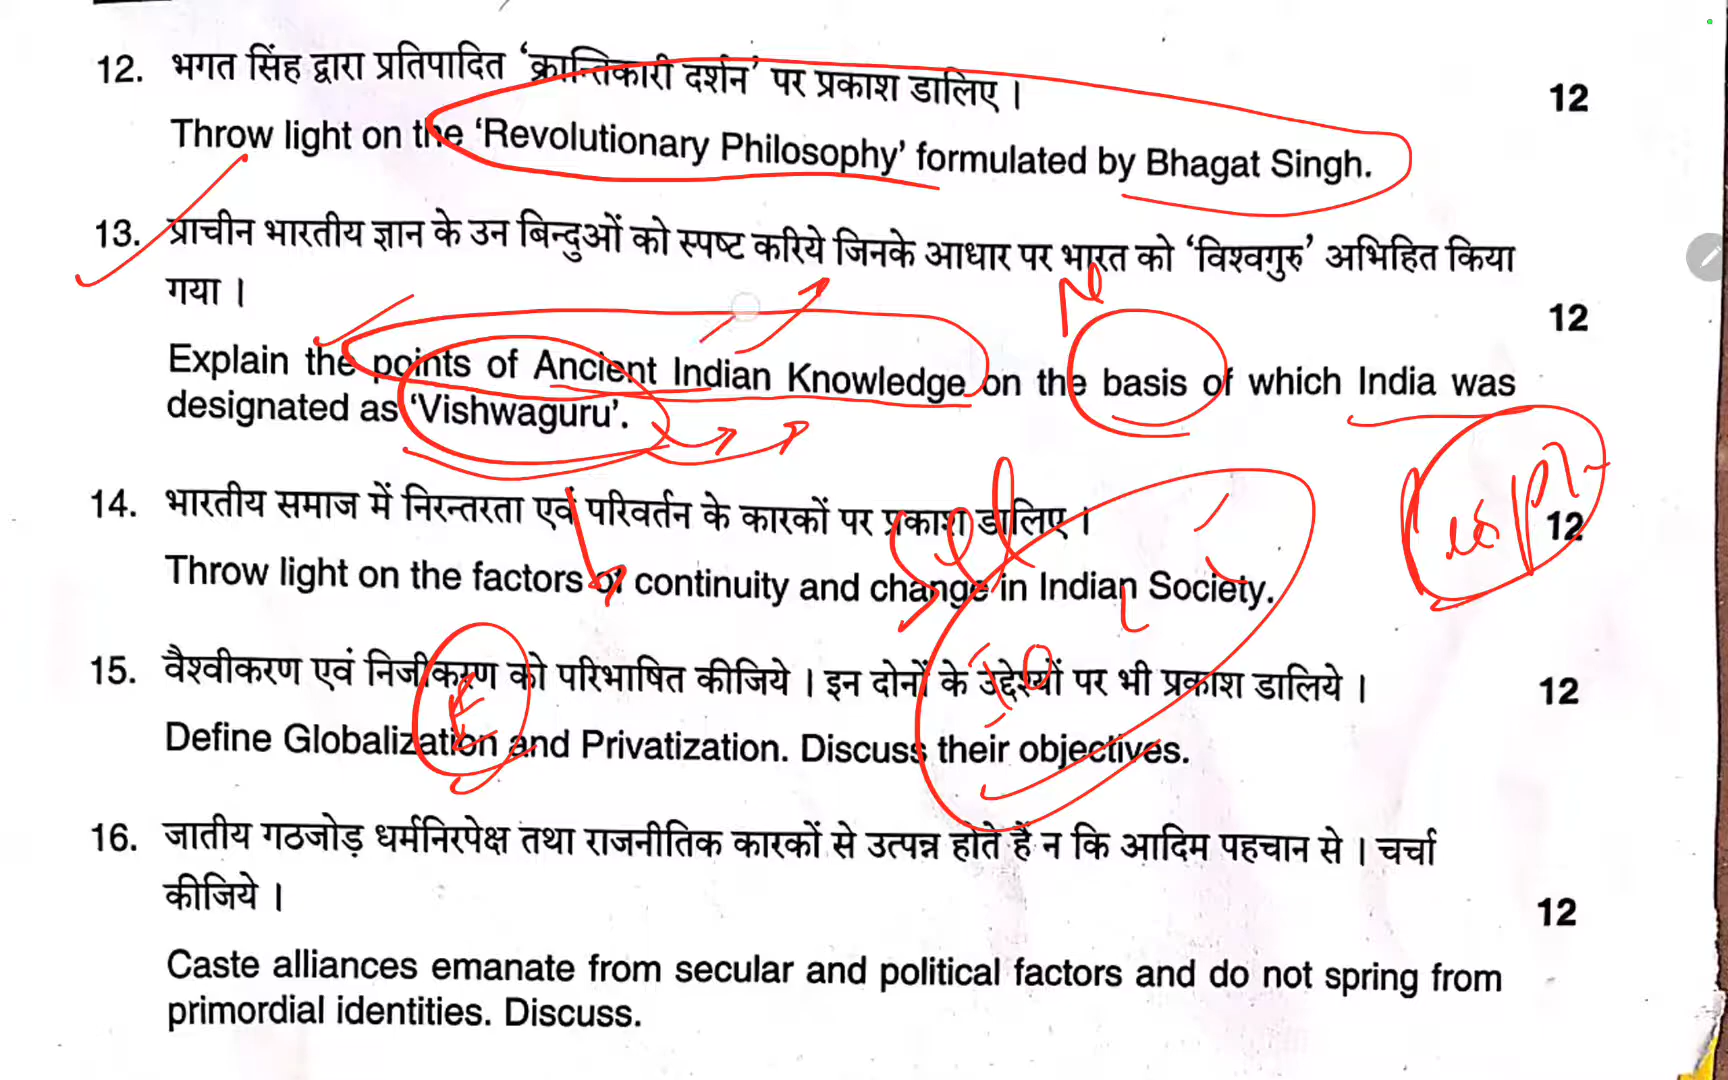 12. भगत सिंह द्वारा प्रतिपादित ‘क्रान्तिकारी दर्शन’ पर प्रकाश डालिए । 12
Throw light on the ‘Revolutionary Philosophy’ formulated by Bhagat Singh.
13. प्राचीन भारतीय ज्ञान के उन बिन्दुओं को स्पष्ट करिये जिनके आधार पर भारत को ‘विश्वगुरु’ अभिहित किया
गया । 12
Explain the points of Ancient Indian Knowledge on the basis of which India was
designated as ‘Vishwaguru’.
14. भारतीय समाज में निरन्तरता एवं परिवर्तन के कारकों पर प्रकाश डालिए । 12
Throw light on the factors of continuity and change in Indian Society.
15. वैश्वीकरण एवं निजीकरण को परिभाषित कीजिये । इन दोनों के उद्देश्यों पर भी प्रकाश डालिये । 12
Define Globalization and Privatization. Discuss their objectives.
16. जातीय गठजोड़ धर्मनिरपेक्ष तथा राजनीतिक कारकों से उत्पन्न होते हैं न कि आदिम पहचान से । चर्चा
कीजिये । 12
Caste alliances emanate from secular and political factors and do not spring from
primordial identities. Discuss.